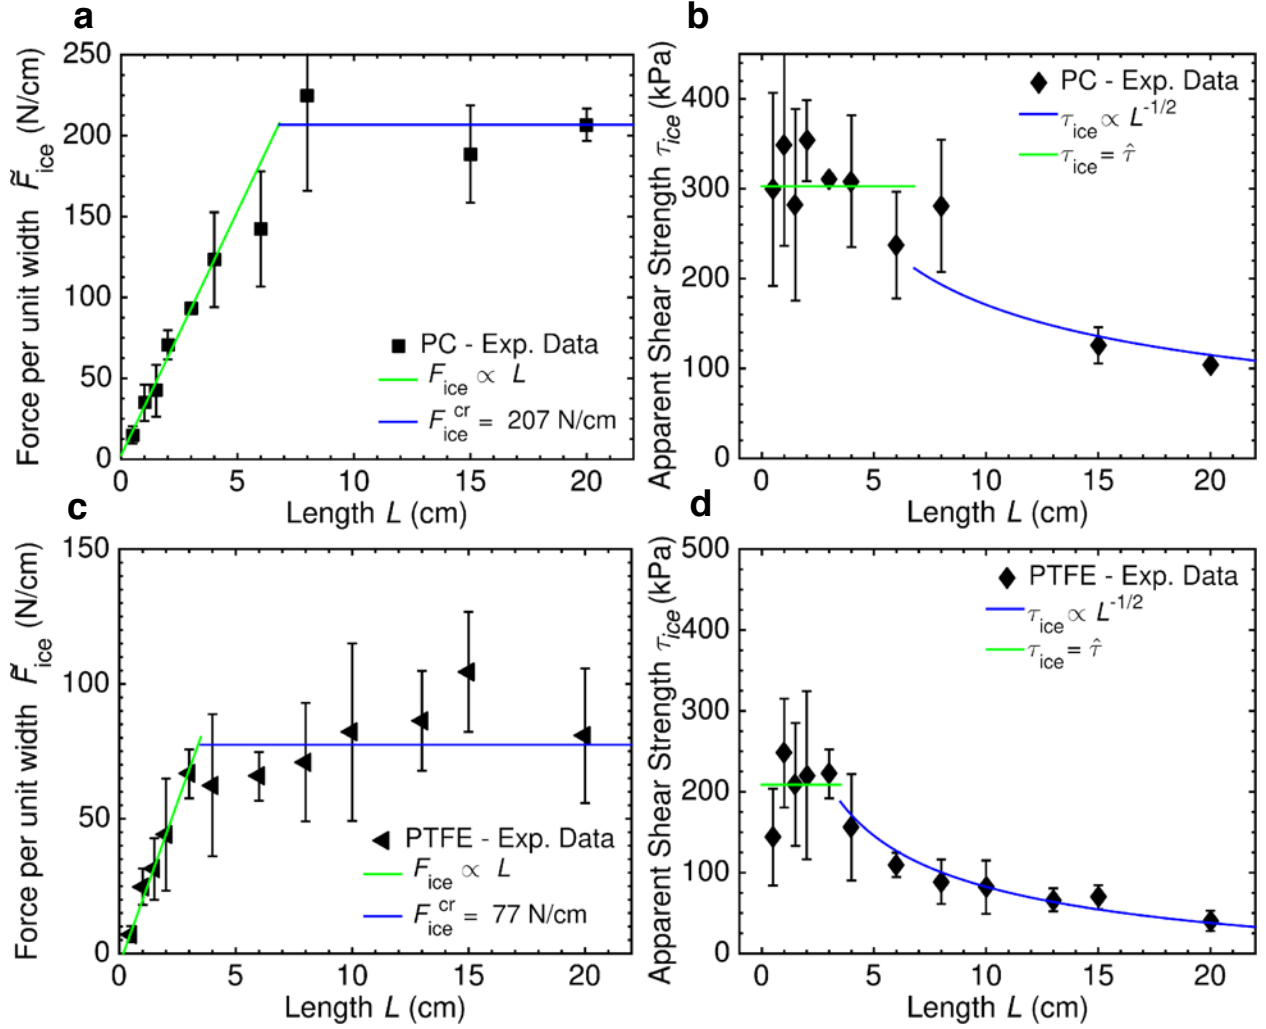 a
Force per unit width F̃ice (N/cm)
250
200
150
100
50
0
PC - Exp. Data
Fice ∝ L
Fice^cr = 207 N/cm
0 5 10 15 20
Length L (cm)
b
Apparent Shear Strength τice (kPa)
400
300
200
100
0
PC - Exp. Data
τice ∝ L^-1/2
τice = τ̂
0 5 10 15 20
Length L (cm)
c
Force per unit width F̃ice (N/cm)
150
100
50
0
PTFE - Exp. Data
Fice ∝ L
Fice^cr = 77 N/cm
0 5 10 15 20
Length L (cm)
d
Apparent Shear Strength τice (kPa)
500
400
300
200
100
0
PTFE - Exp. Data
τice ∝ L^-1/2
τice = τ̂
0 5 10 15 20
Length L (cm)